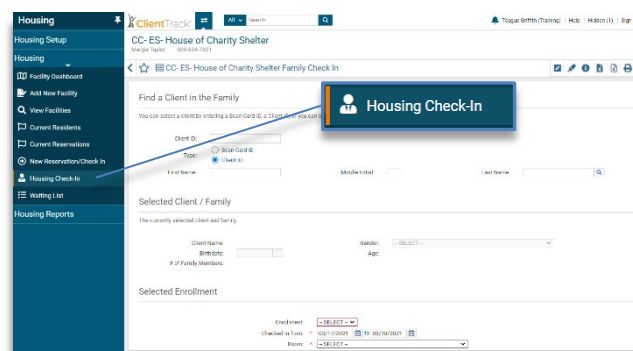 Housing
ClientTrack
All
Search
Teague Griffith (Training) | Help | Hidden (1) | Sign
Housing Setup
CC- ES- House of Charity Shelter
Margie Taylor 509-624-7821
Housing
CC- ES- House of Charity Shelter Family Check In
Facility Dashboard
Add New Facility
View Facilities
Current Residents
Current Reservations
New Reservation/Check In
Housing Check-In
Waiting List
Housing Reports
Find a Client in the Family
You can select a client by entering a Scan Card ID, a Client ID, or you can s
Housing Check-In
Client ID:
Type:
Scan Card ID
Client ID
First Name
Middle Initial
Last Name
Selected Client / Family
The currently selected client and family.
Client Name:
Gender: -- SELECT --
Birthdate:
Age:
# of Family Members:
Selected Enrollment
Enrollment: -- SELECT --
Checked in from: * 03/17/2021 to 03/18/2021
Room: * -- SELECT --